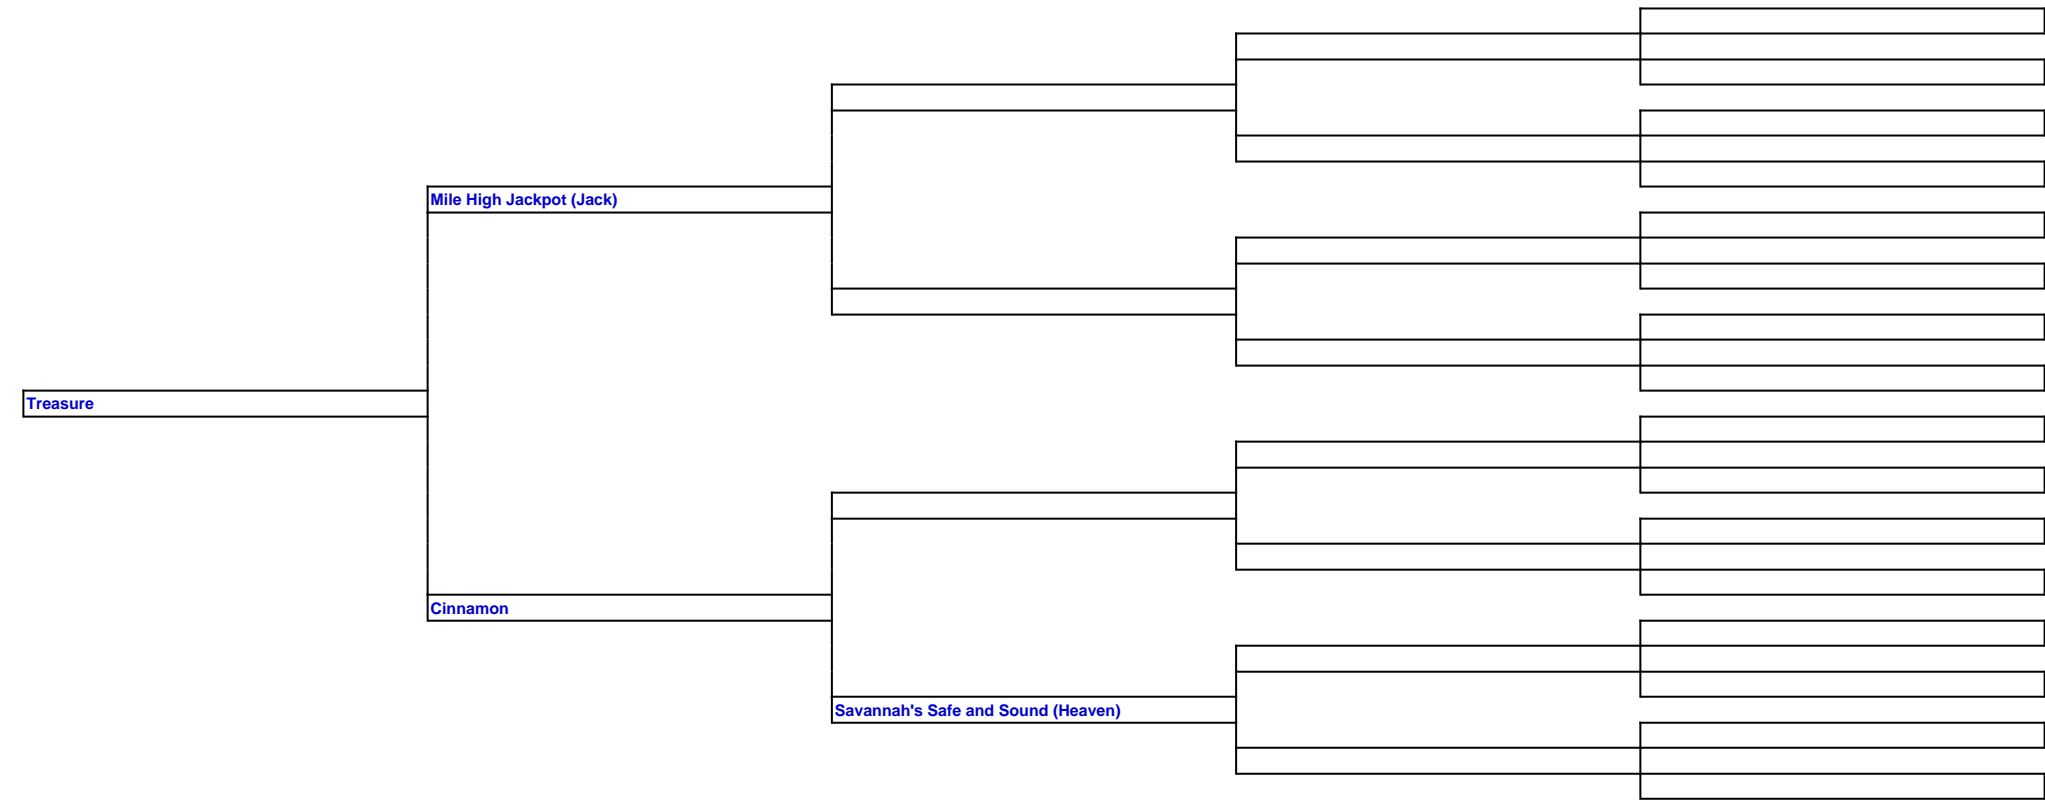 Mile High Jackpot (Jack)
Treasure
Cinnamon
Savannah's Safe and Sound (Heaven)